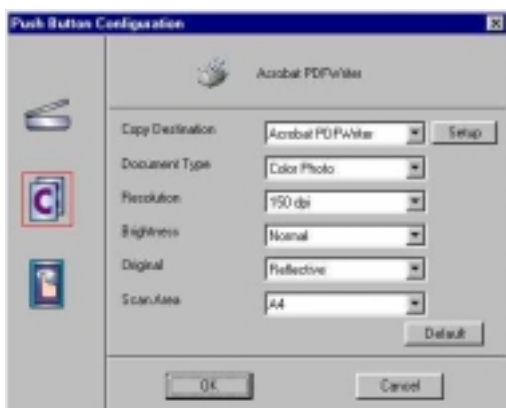 Push Button Configuration
Acrobat PDFWriter
Copy Destination Acrobat PDFWriter Setup
Document Type Color Photo
Resolution 150 dpi
Brightness Normal
Original Reflective
Scan Area A4
Default
OK Cancel